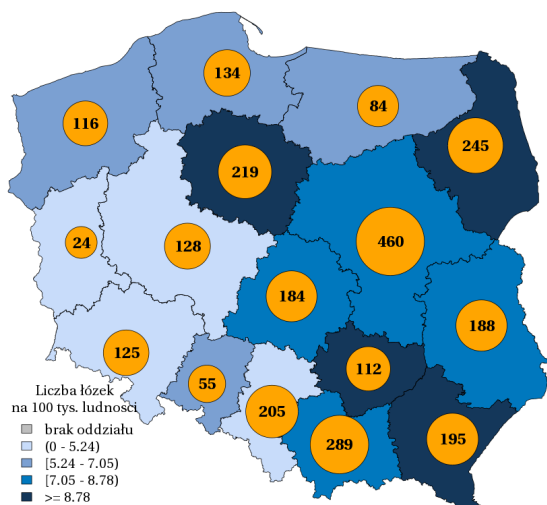 134
84
116
245
219
24
128
460
184
188
125
112
55
205
289
195
Liczba łózek
na 100 tys. ludności
brak oddziału
(0 - 5.24)
[5.24 - 7.05)
[7.05 - 8.78)
>= 8.78